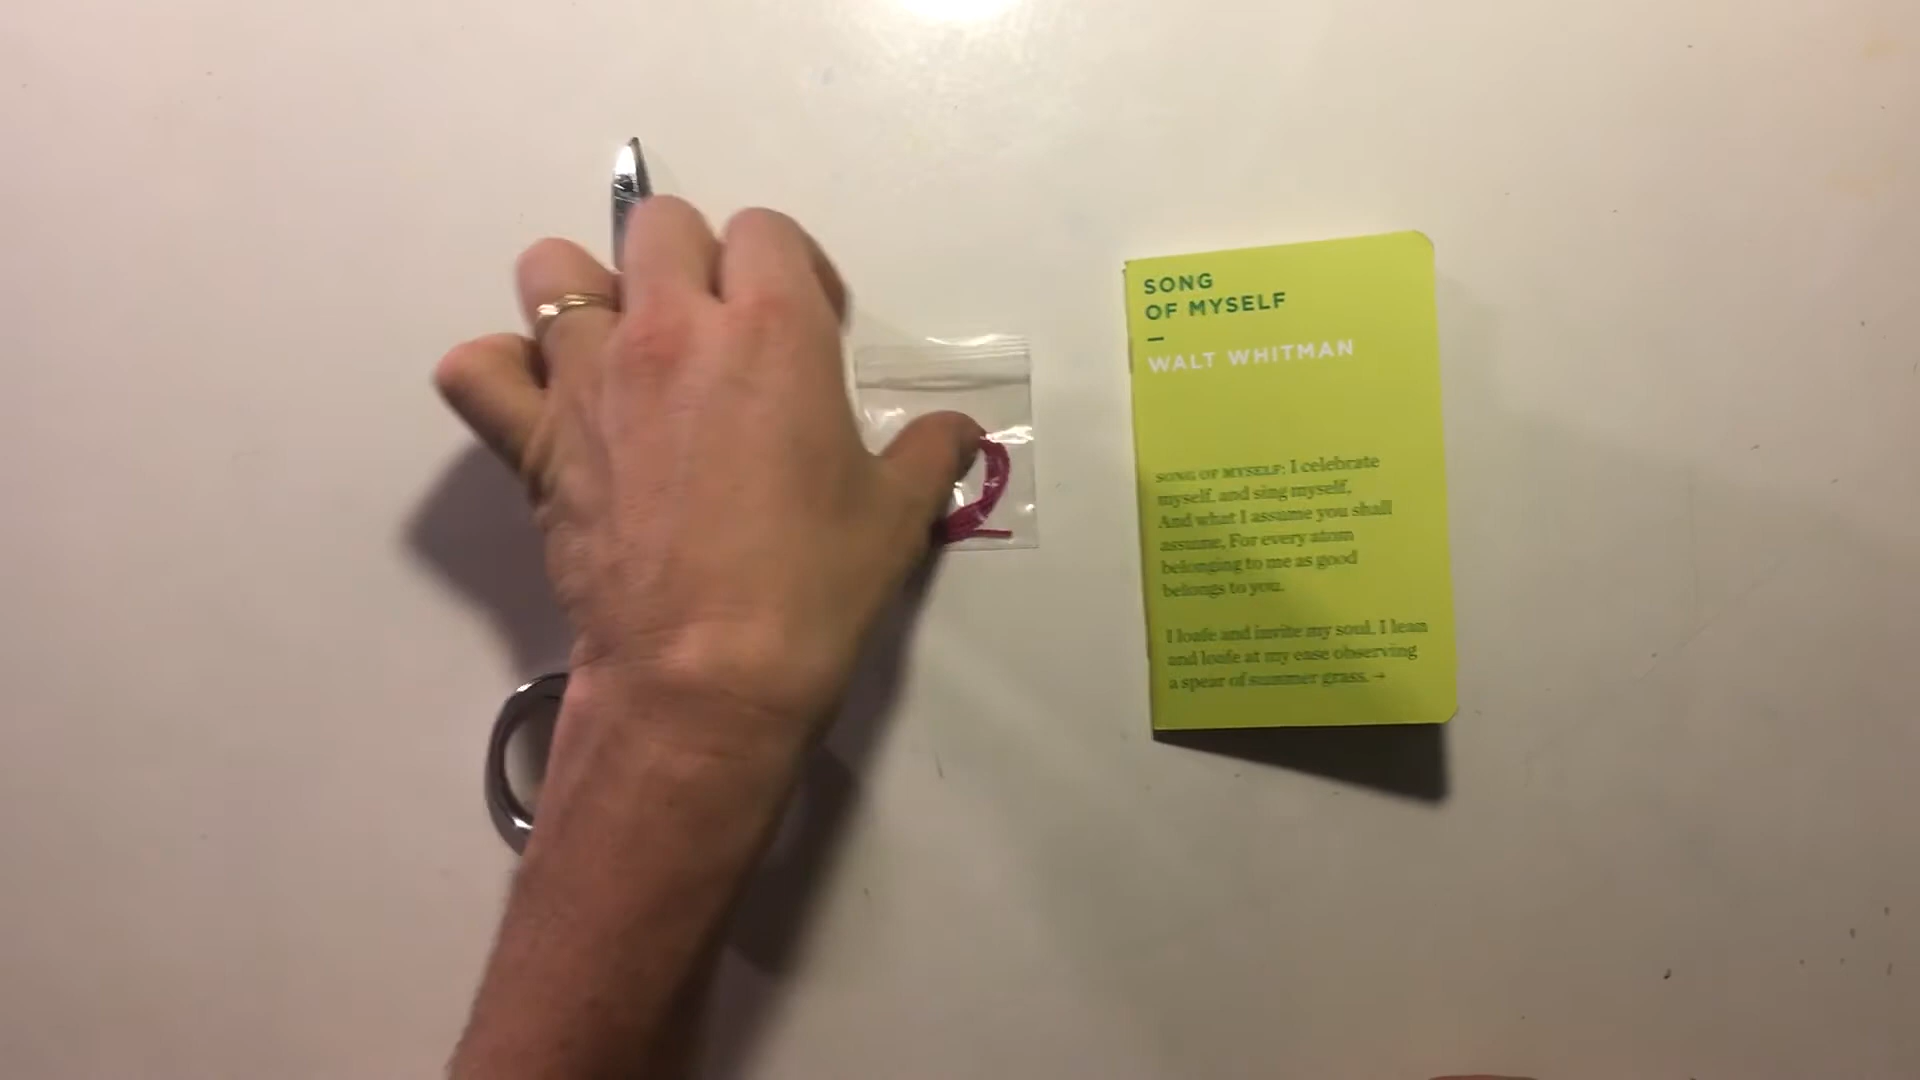 SONG
OF MYSELF
—
WALT WHITMAN
SONG OF MYSELF: I celebrate
myself, and sing myself,
And what I assume you shall
assume, For every atom
belonging to me as good
belongs to you.
I loafe and invite my soul, I lean
and loafe at my ease observing
a spear of summer grass. →